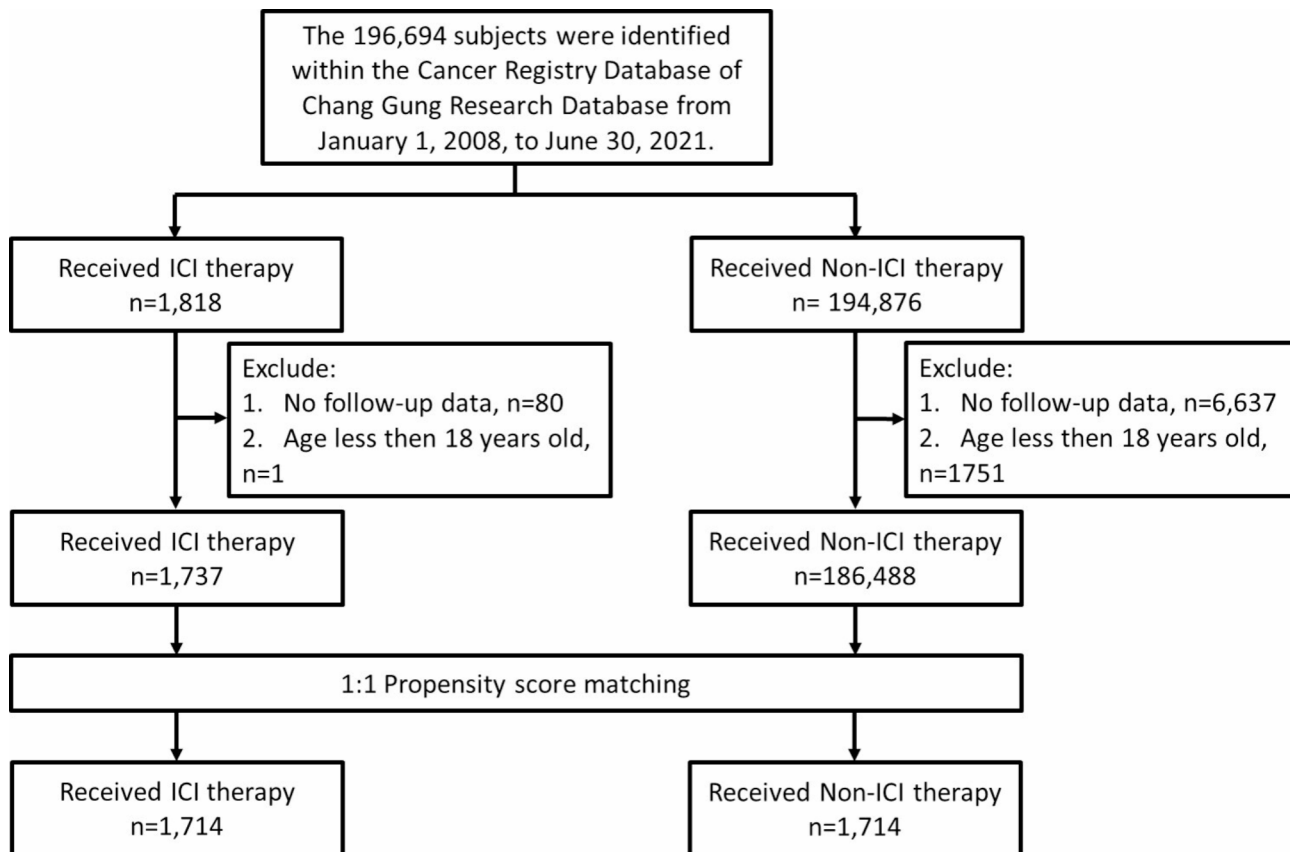 The 196,694 subjects were identified
within the Cancer Registry Database of
Chang Gung Research Database from
January 1, 2008, to June 30, 2021.
Received ICI therapy
n=1,818
Received Non-ICI therapy
n= 194,876
Exclude:
1. No follow-up data, n=80
2. Age less then 18 years old,
n=1
Exclude:
1. No follow-up data, n=6,637
2. Age less then 18 years old,
n=1751
Received ICI therapy
n=1,737
Received Non-ICI therapy
n=186,488
1:1 Propensity score matching
Received ICI therapy
n=1,714
Received Non-ICI therapy
n=1,714